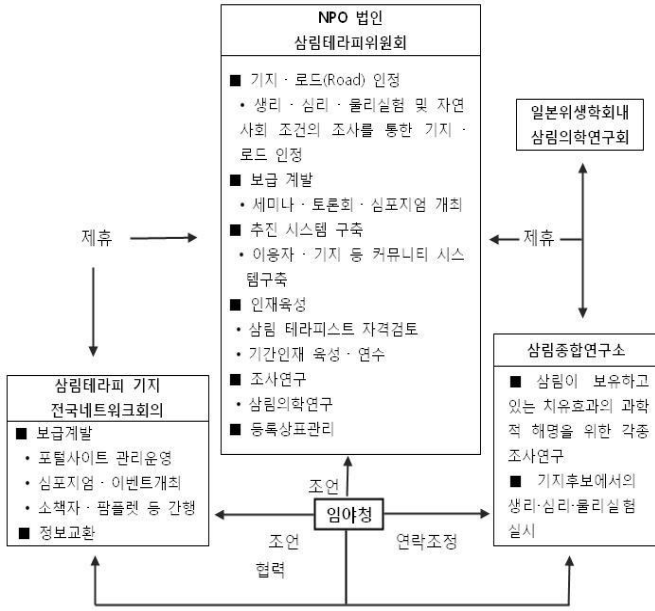 NPO 법인
삼림테라피위원회
■ 기지 · 로드(Road) 인정
• 생리 · 심리 · 물리실험 및 자연
사회 조건의 조사를 통한 기지 ·
로드 인정
■ 보급 계발
• 세미나 · 토론회 · 심포지엄 개최
■ 추진 시스템 구축
• 이용자 · 기지 등 커뮤니티 시스
템구축
■ 인재육성
• 삼림 테라피스트 자격검토
• 기간인재 육성 · 연수
■ 조사연구
• 삼림의학연구
■ 등록상표관리
일본위생학회내
삼림의학연구회
제휴
제휴
삼림테라피 기지
전국네트워크회의
■ 보급계발
• 포털사이트 관리운영
• 심포지엄 · 이벤트개최
• 소책자 · 팜플렛 등 간행
■ 정보교환
삼림종합연구소
■ 삼림이 보유하고
있는 치유효과의 과학
적 해명을 위한 각종
조사연구
■ 기지후보에서의
생리·심리·물리실험
실시
조언
임야청
조언
협력
연락조정